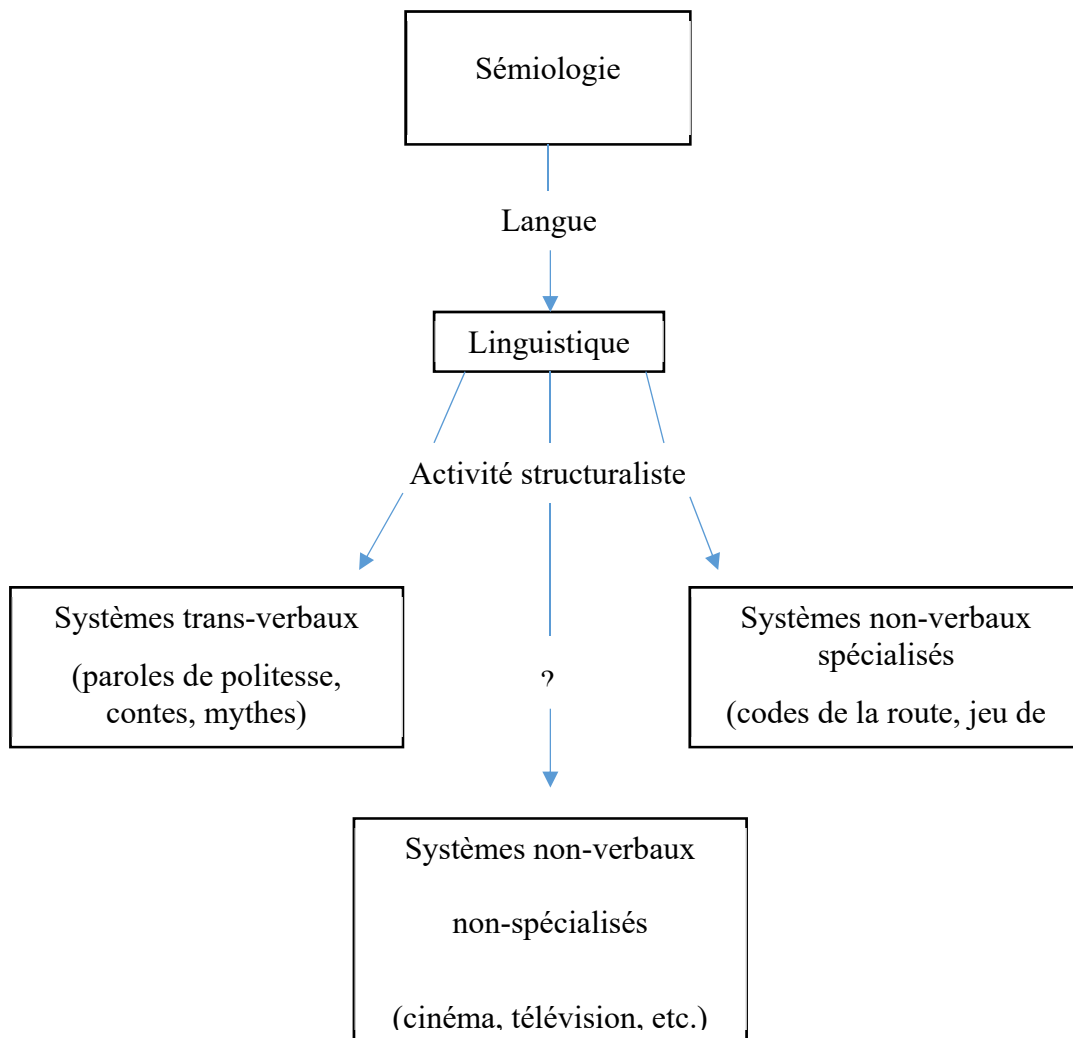 Sémiologie
Langue
Linguistique
Activité structuraliste
Systèmes trans-verbaux
(paroles de politesse,
contes, mythes)
?
Systèmes non-verbaux
spécialisés
(codes de la route, jeu de
Systèmes non-verbaux
non-spécialisés
(cinéma, télévision, etc.)